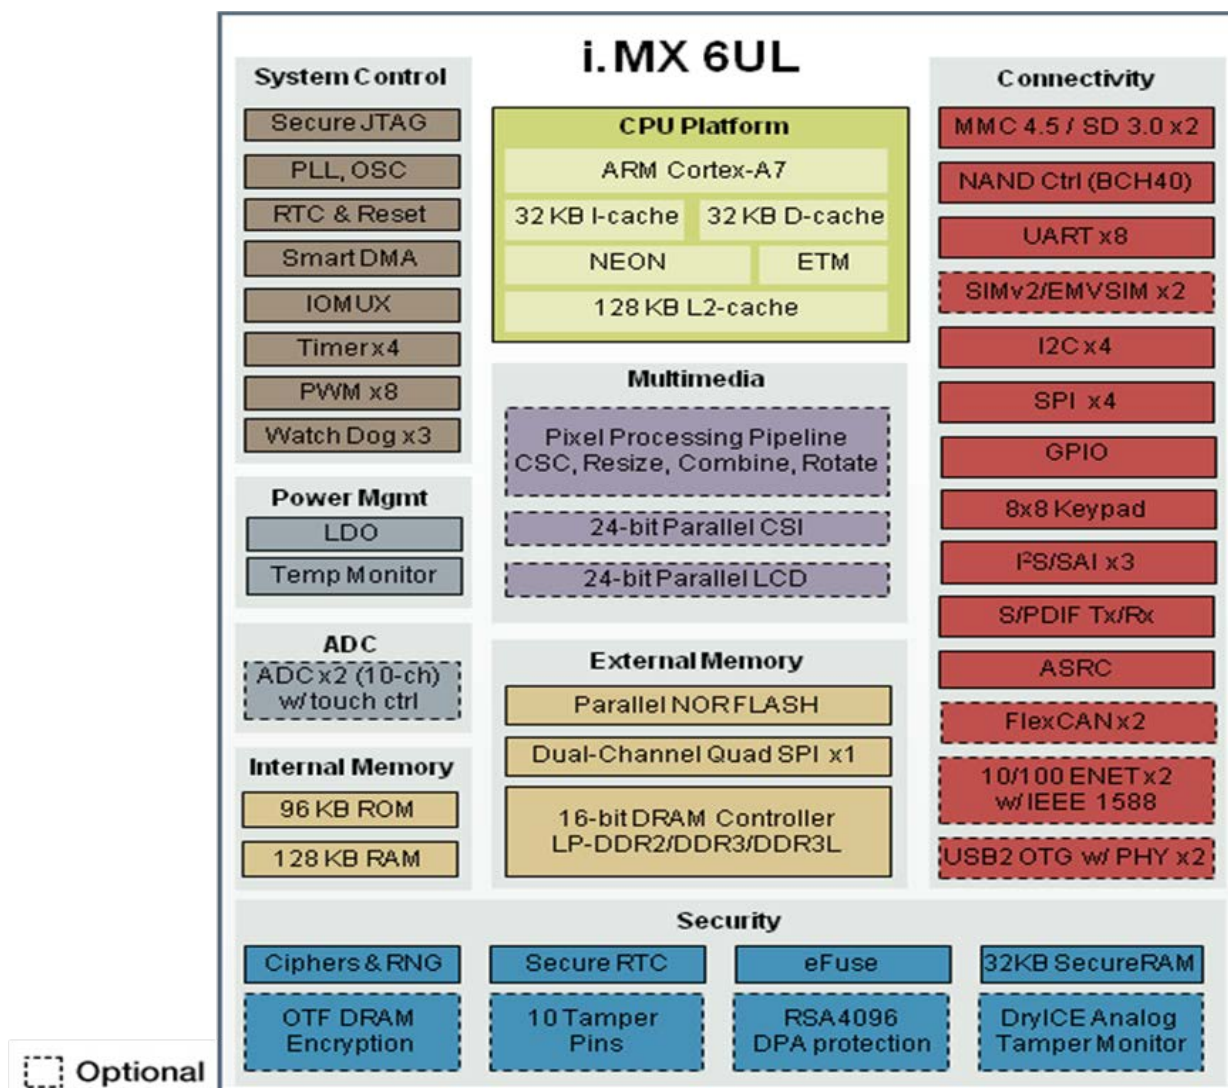 i.MX 6UL
System Control
Secure JTAG
PLL, OSC
RTC & Reset
Smart DMA
IOMUX
Timer x4
PWM x8
Watch Dog x3
Power Mgmt
LDO
Temp Monitor
ADC
ADC x2 (10-ch)
w/ touch ctrl
Internal Memory
96 KB ROM
128 KB RAM
CPU Platform
ARM Cortex-A7
32 KB I-cache
32 KB D-cache
NEON
ETM
128 KB L2-cache
Multimedia
Pixel Processing Pipeline
CSC, Resize, Combine, Rotate
24-bit Parallel CSI
24-bit Parallel LCD
External Memory
Parallel NOR FLASH
Dual-Channel Quad SPI x1
16-bit DRAM Controller
LP-DDR2/DDR3/DDR3L
Connectivity
MMC 4.5 / SD 3.0 x2
NAND Ctrl (BCH40)
UART x8
SIMv2/EMVSIM x2
I2C x4
SPI x4
GPIO
8x8 Keypad
I²S/SAI x3
S/PDIF Tx/Rx
ASRC
FlexCAN x2
10/100 ENET x2
w/ IEEE 1588
USB2 OTG w/ PHY x2
Security
Ciphers & RNG
Secure RTC
eFuse
32KB SecureRAM
OTF DRAM
Encryption
10 Tamper
Pins
RSA4096
DPA protection
DryICE Analog
Tamper Monitor
Optional